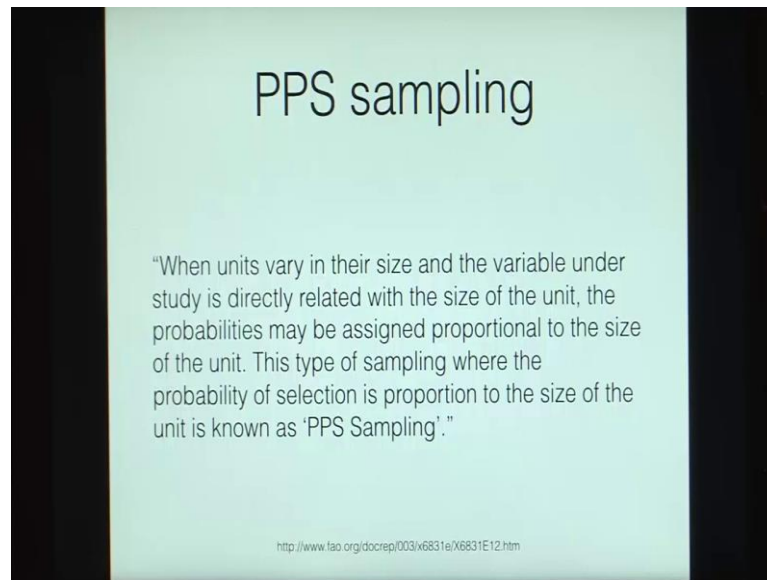 PPS sampling
“When units vary in their size and the variable under
study is directly related with the size of the unit, the
probabilities may be assigned proportional to the size
of the unit. This type of sampling where the
probability of selection is proportion to the size of the
unit is known as ‘PPS Sampling’.”
http://www.fao.org/docrep/003/x6831e/X6831E12.htm